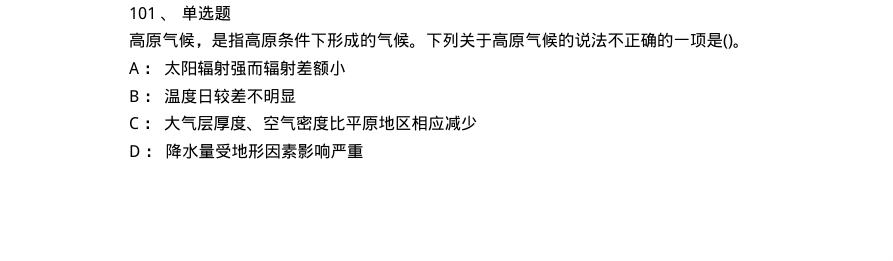 101 、 单选题
高原气候，是指高原条件下形成的气候。下列关于高原气候的说法不正确的一项是()。
A： 太阳辐射强而辐射差额小
B： 温度日较差不明显
C： 大气层厚度、空气密度比平原地区相应减少
D： 降水量受地形因素影响严重